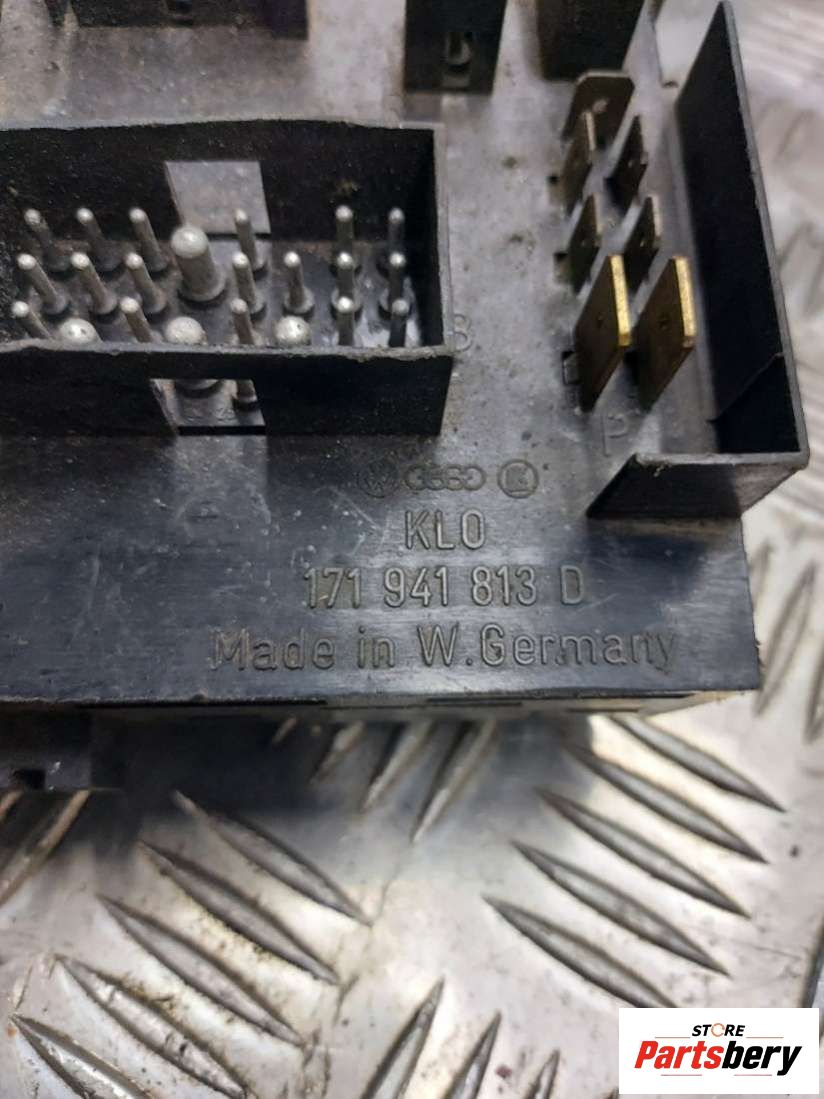 B
P
KLO
171 941 813 D
Made in W. Germany
STORE
Partsbery